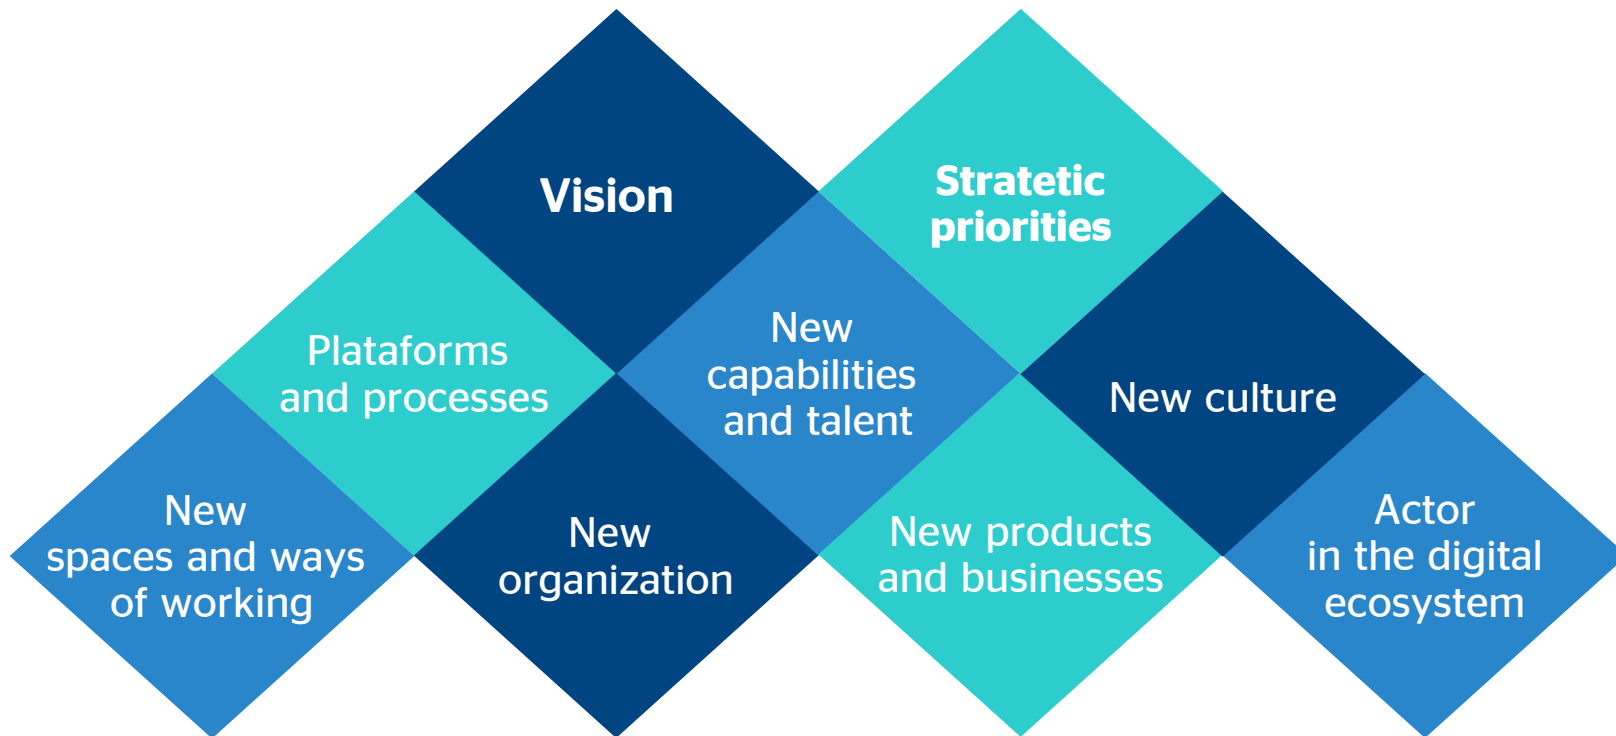 Vision
Stratetic
priorities
Plataforms
and processes
New
capabilities
and talent
New culture
New
spaces and ways
of working
New
organization
New products
and businesses
Actor
in the digital
ecosystem